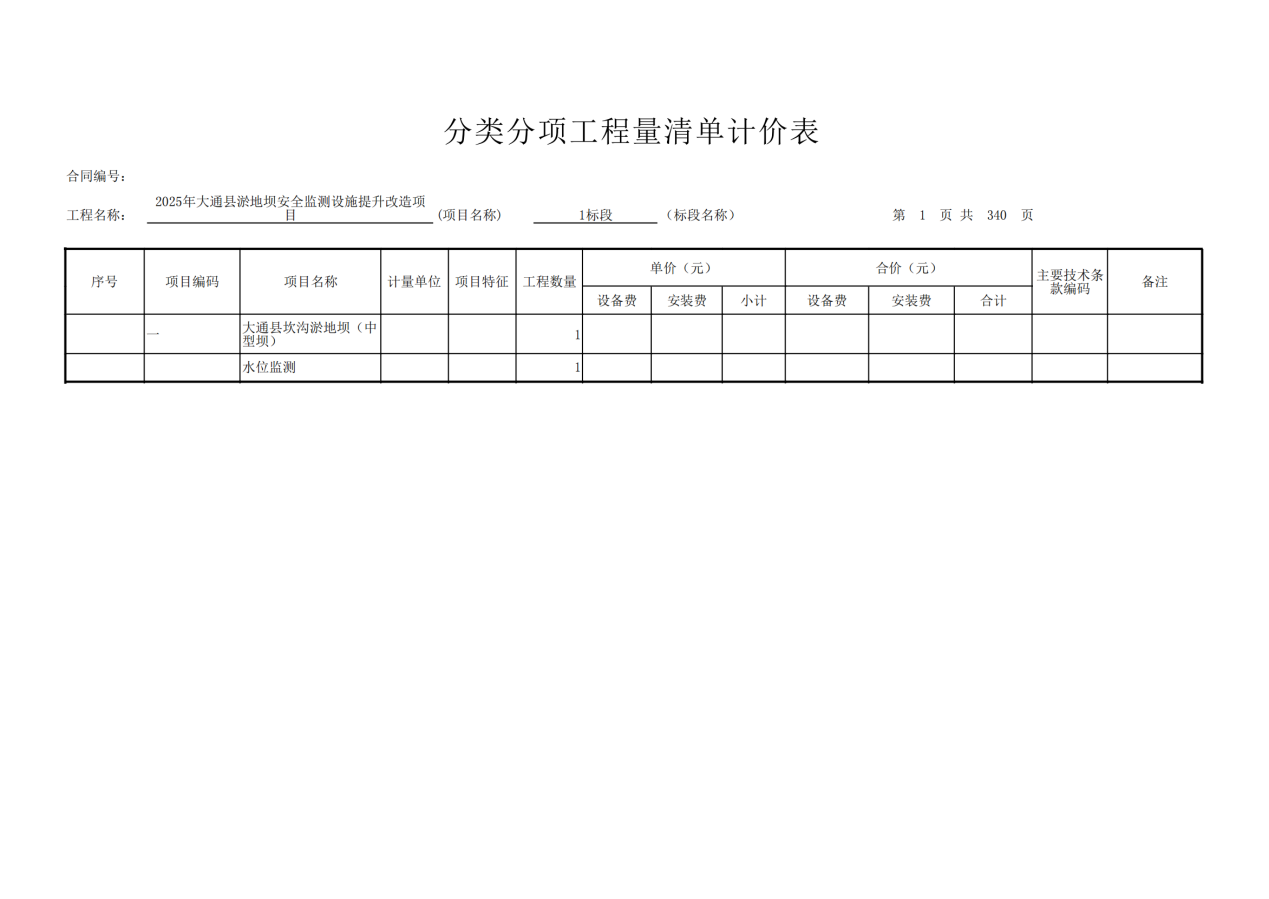 分类分项工程量清单计价表
合同编号：
2025年大通县淤地坝安全监测设施提升改造项
工程名称： 目 (项目名称) 1标段 （标段名称） 第 1 页 共 340 页
单价（元） 合价（元）
序号 项目编码 项目名称 计量单位 项目特征 工程数量 主要技术条 备注
款编码
设备费 安装费 小计 设备费 安装费 合计
大通县坎沟淤地坝（中
一 型坝） 1
水位监测 1